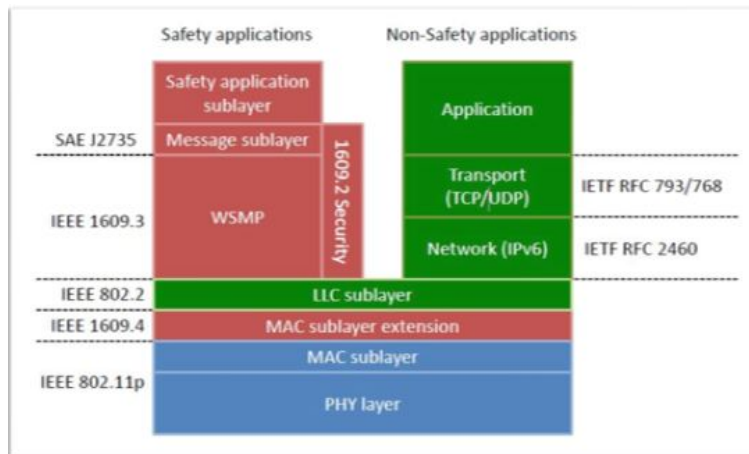 Safety applications
Non-Safety applications
Safety application
sublayer
Application
SAE J2735
Message sublayer
1609.2 Security
Transport
(TCP/UDP)
IETF RFC 793/768
IEEE 1609.3
WSMP
Network (IPv6)
IETF RFC 2460
IEEE 802.2
LLC sublayer
IEEE 1609.4
MAC sublayer extension
MAC sublayer
IEEE 802.11p
PHY layer